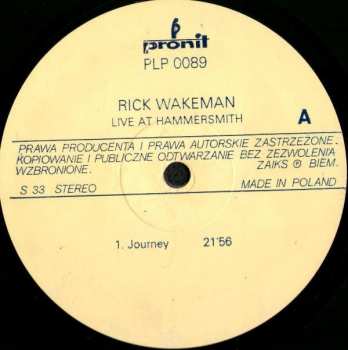 pronit
PLP 0089
RICK WAKEMAN
LIVE AT HAMMERSMITH
A
PRAWA PRODUCENTA I PRAWA AUTORSKIE ZASTRZEŻONE.
KOPIOWANIE I PUBLICZNE ODTWARZANIE BEZ ZEZWOLENIA
WZBRONIONE. ZAIKS ® BIEM.
S 33 STEREO MADE IN POLAND
1. Journey 21'56